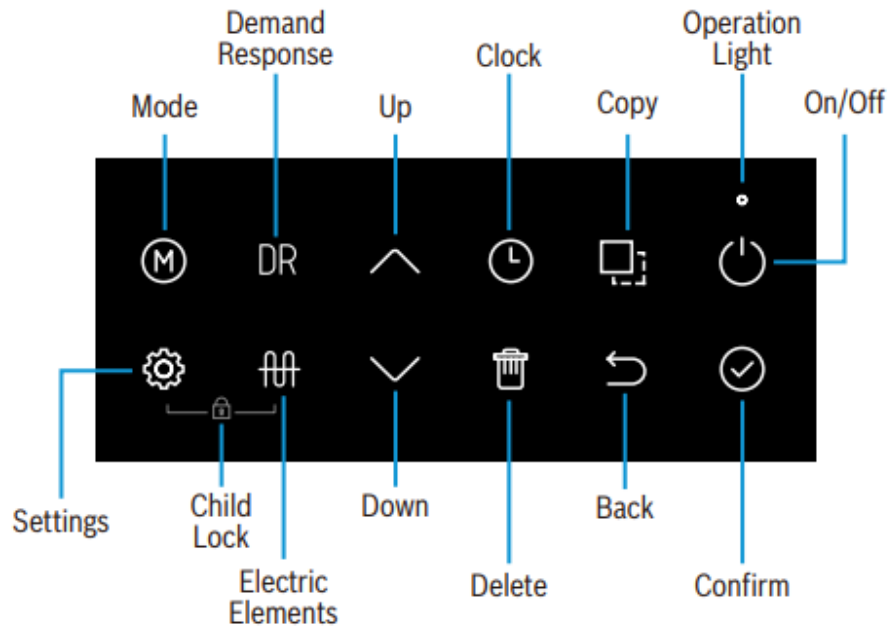 Demand
Response
Operation
Light
Clock
Mode
Up
Copy
On/Off
M
DR
Settings
Child
Lock
Down
Back
Electric
Elements
Delete
Confirm